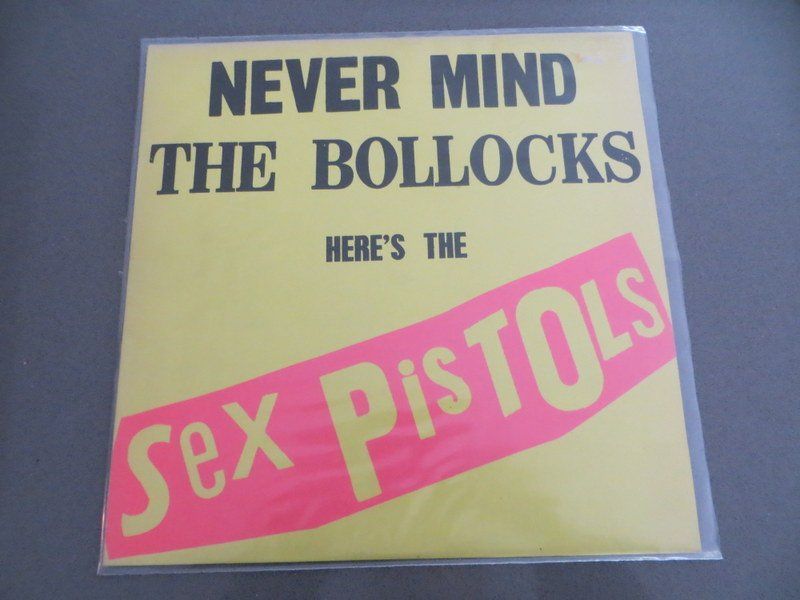 NEVER MIND
THE BOLLOCKS
HERE'S THE
Sex PiSTOLS